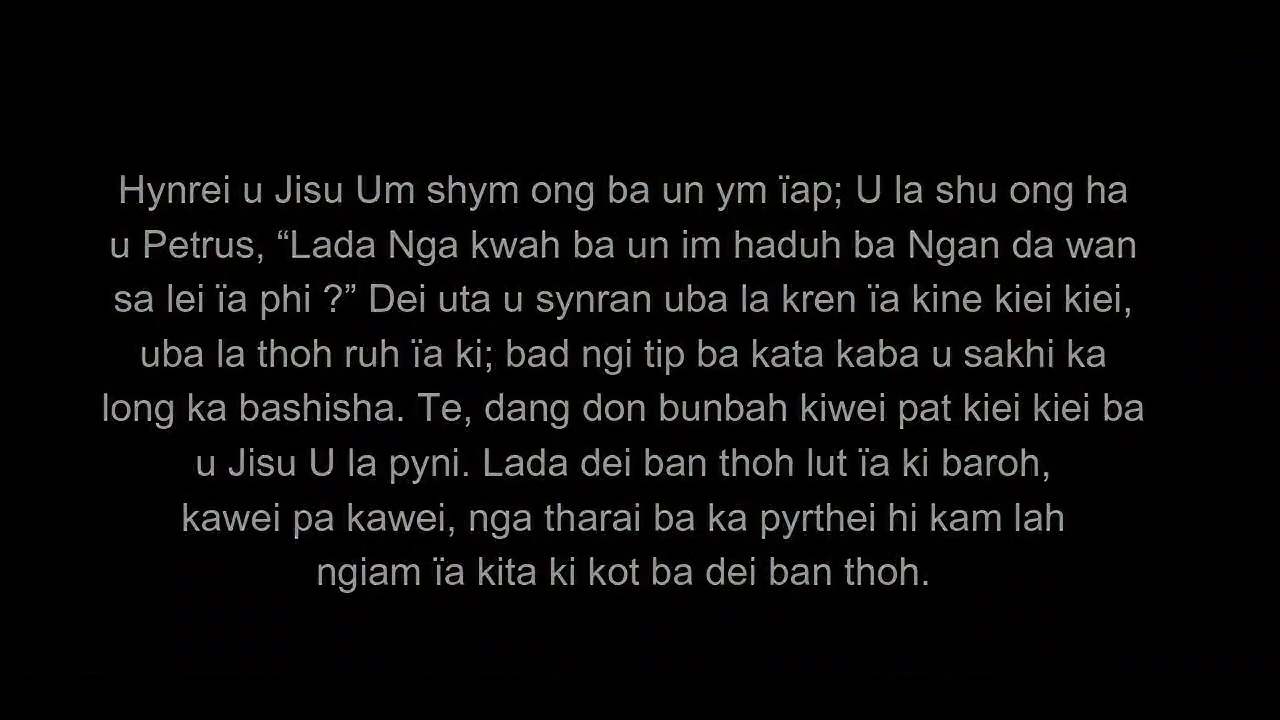 Hynrei u Jisu Um shym ong ba un ym ïap; U la shu ong ha
u Petrus, “Lada Nga kwah ba un im haduh ba Ngan da wan
sa lei ïa phi ?” Dei uta u synran uba la kren ïa kine kiei kiei,
uba la thoh ruh ïa ki; bad ngi tip ba kata kaba u sakhi ka
long ka bashisha. Te, dang don bunbah kiwei pat kiei kiei ba
u Jisu U la pyni. Lada dei ban thoh lut ïa ki baroh,
kawei pa kawei, nga tharai ba ka pyrthei hi kam lah
ngiam ïa kita ki kot ba dei ban thoh.